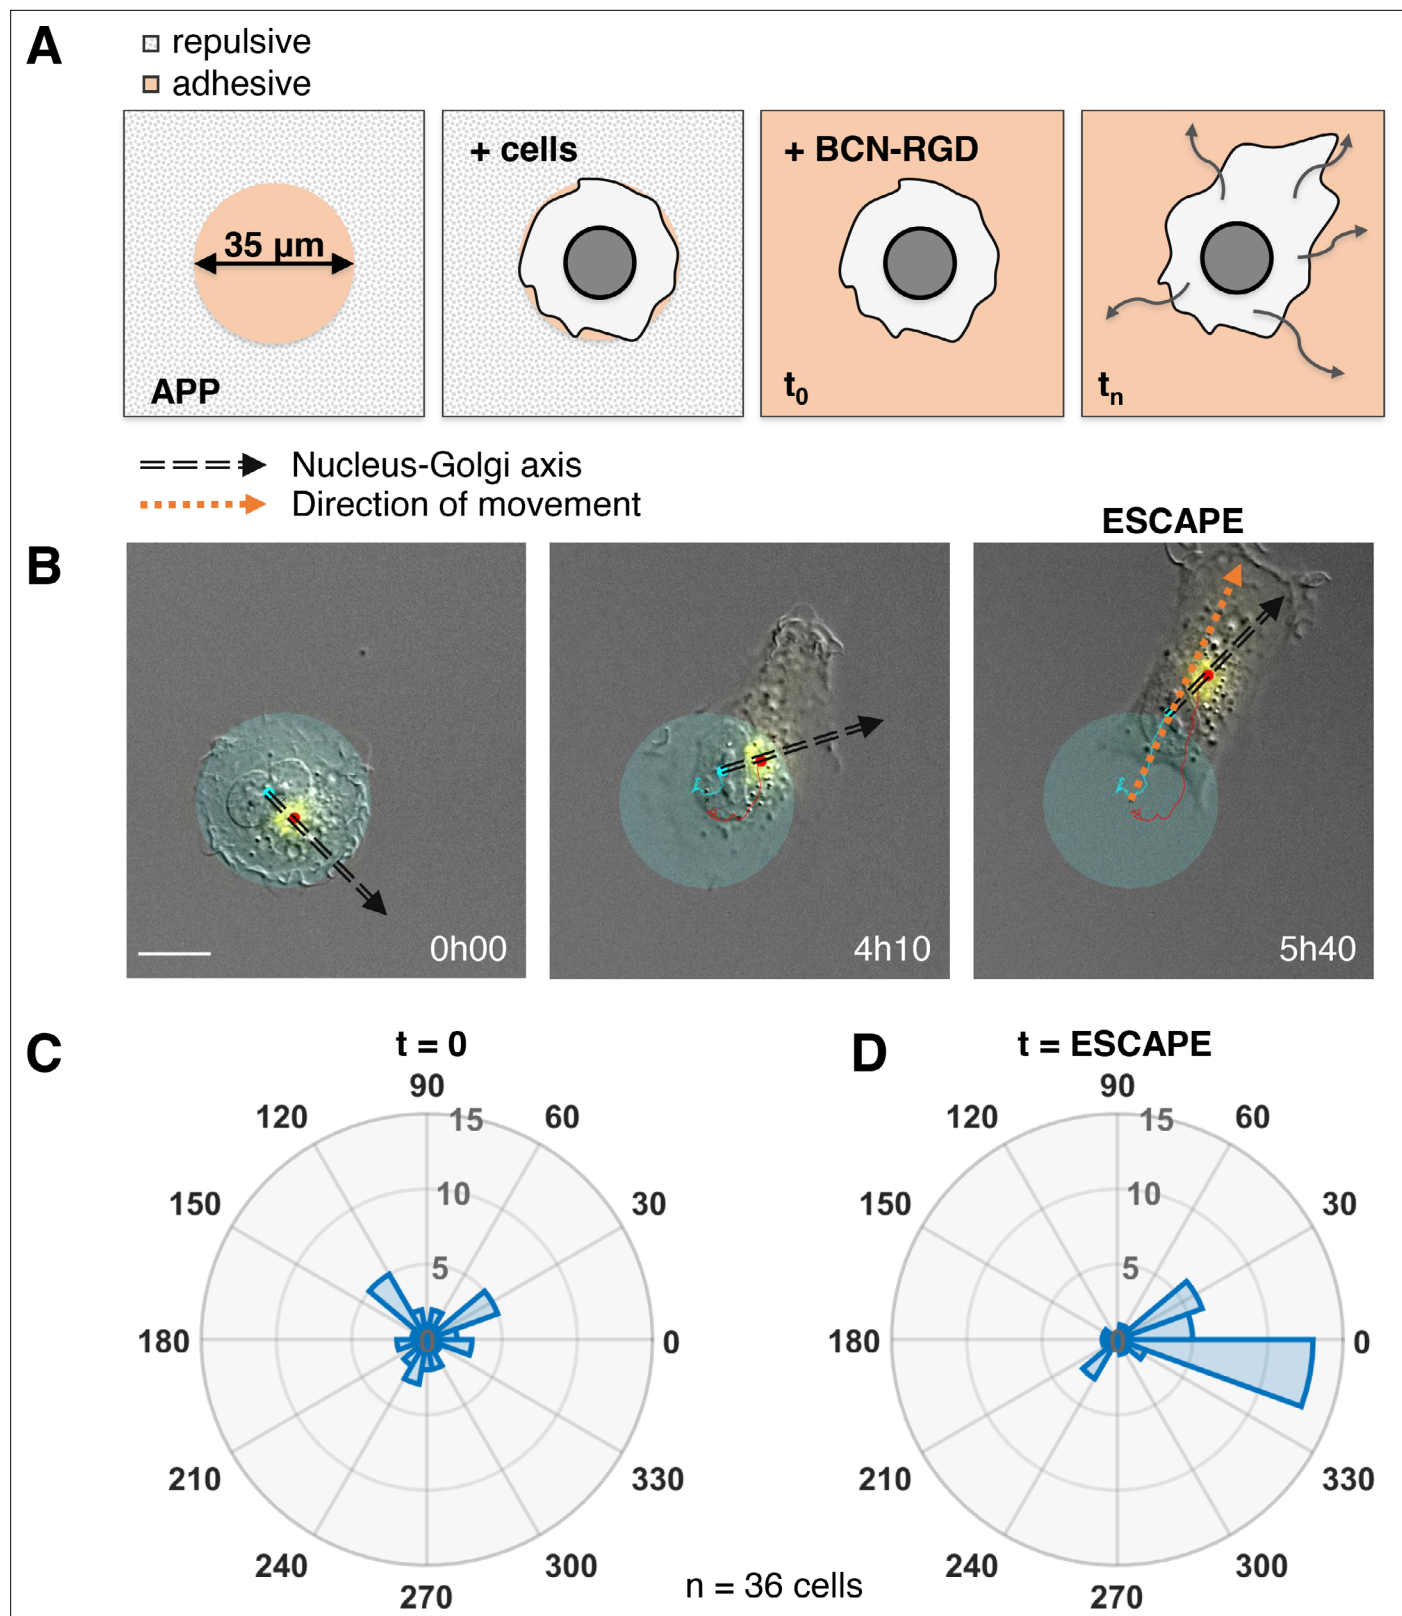 A
repulsive
adhesive
35 µm
APP
+ cells
+ BCN-RGD
t0
tn
Nucleus-Golgi axis
Direction of movement
ESCAPE
B
0h00
4h10
5h40
C
t = 0
90
120
60
15
150
10
30
5
180
0
0
210
330
240
300
270
n = 36 cells
D
t = ESCAPE
90
120
60
15
150
10
30
5
180
0
0
210
330
240
300
270